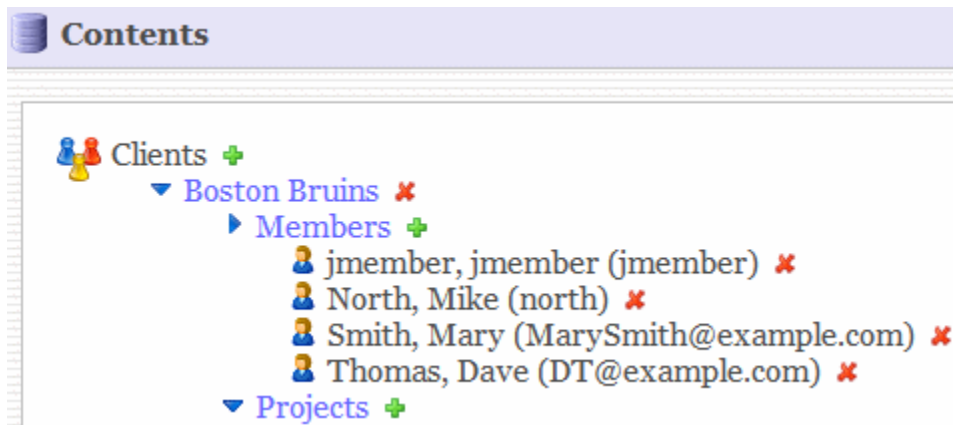 Contents
Clients
Boston Bruins
Members
jmember, jmember (jmember)
North, Mike (north)
Smith, Mary (MarySmith@example.com)
Thomas, Dave (DT@example.com)
Projects